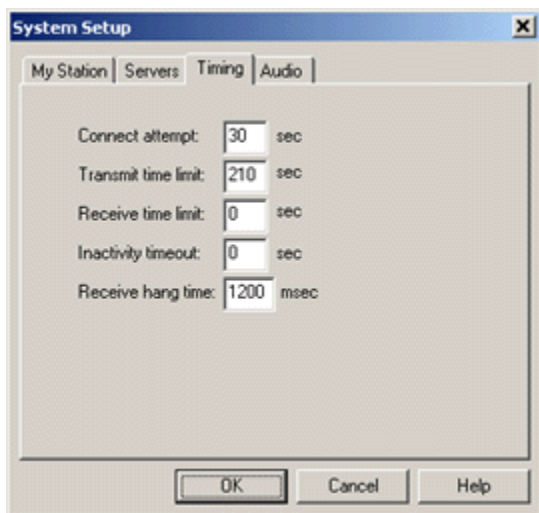 System Setup
My Station Servers Timing Audio
Connect attempt: 30 sec
Transmit time limit: 210 sec
Receive time limit: 0 sec
Inactivity timeout: 0 sec
Receive hang time: 1200 msec
OK Cancel Help